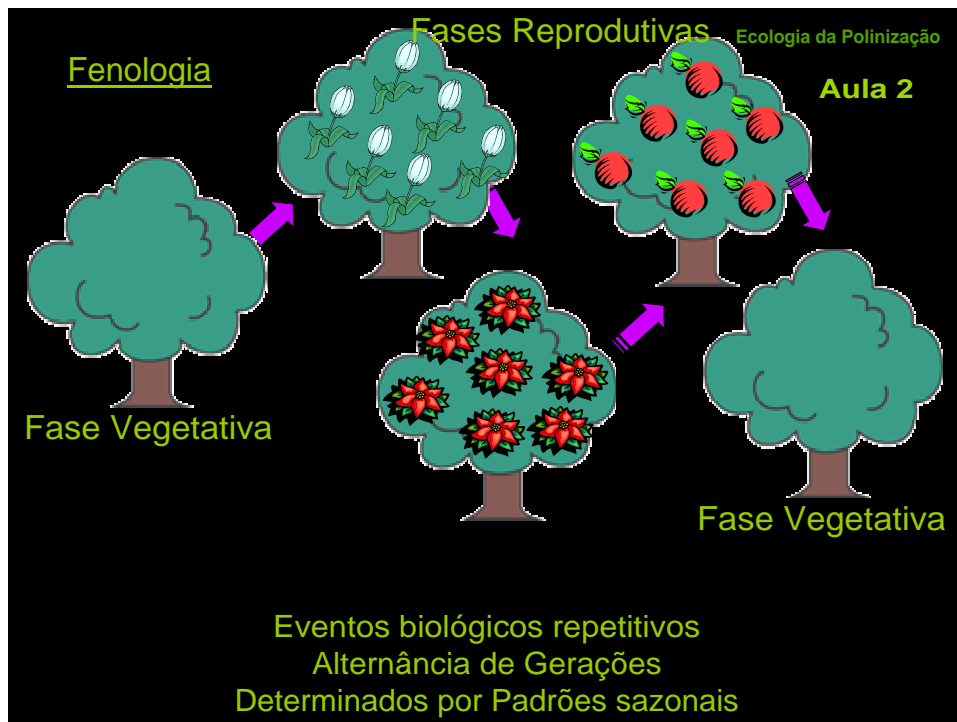 Fases Reprodutivas
Ecologia da Polinização
Fenologia
Aula 2
Fase Vegetativa
Fase Vegetativa
Eventos biológicos repetitivos
Alternância de Gerações
Determinados por Padrões sazonais